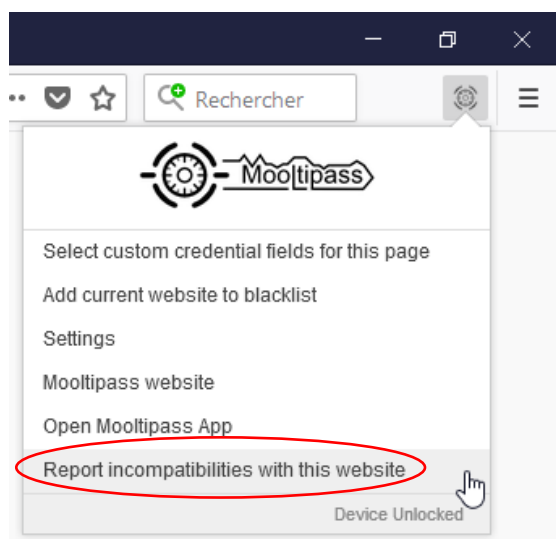 Rechercher
Mooltipass
Select custom credential fields for this page
Add current website to blacklist
Settings
Mooltipass website
Open Mooltipass App
Report incompatibilities with this website
Device Unlocked